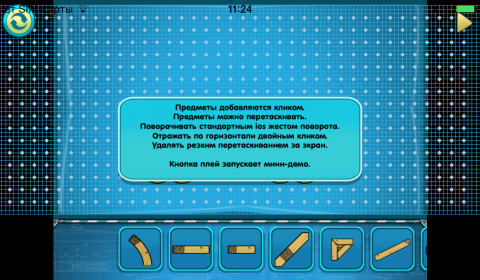 11:24
Предметы добавляются кликом.
Предметы можно перетаскивать.
Поворачивать стандартным ios жестом поворота.
Отражать по горизонтали двойным кликом.
Удалять резким перетаскиванием за экран.
Кнопка плей запускает мини-демо.